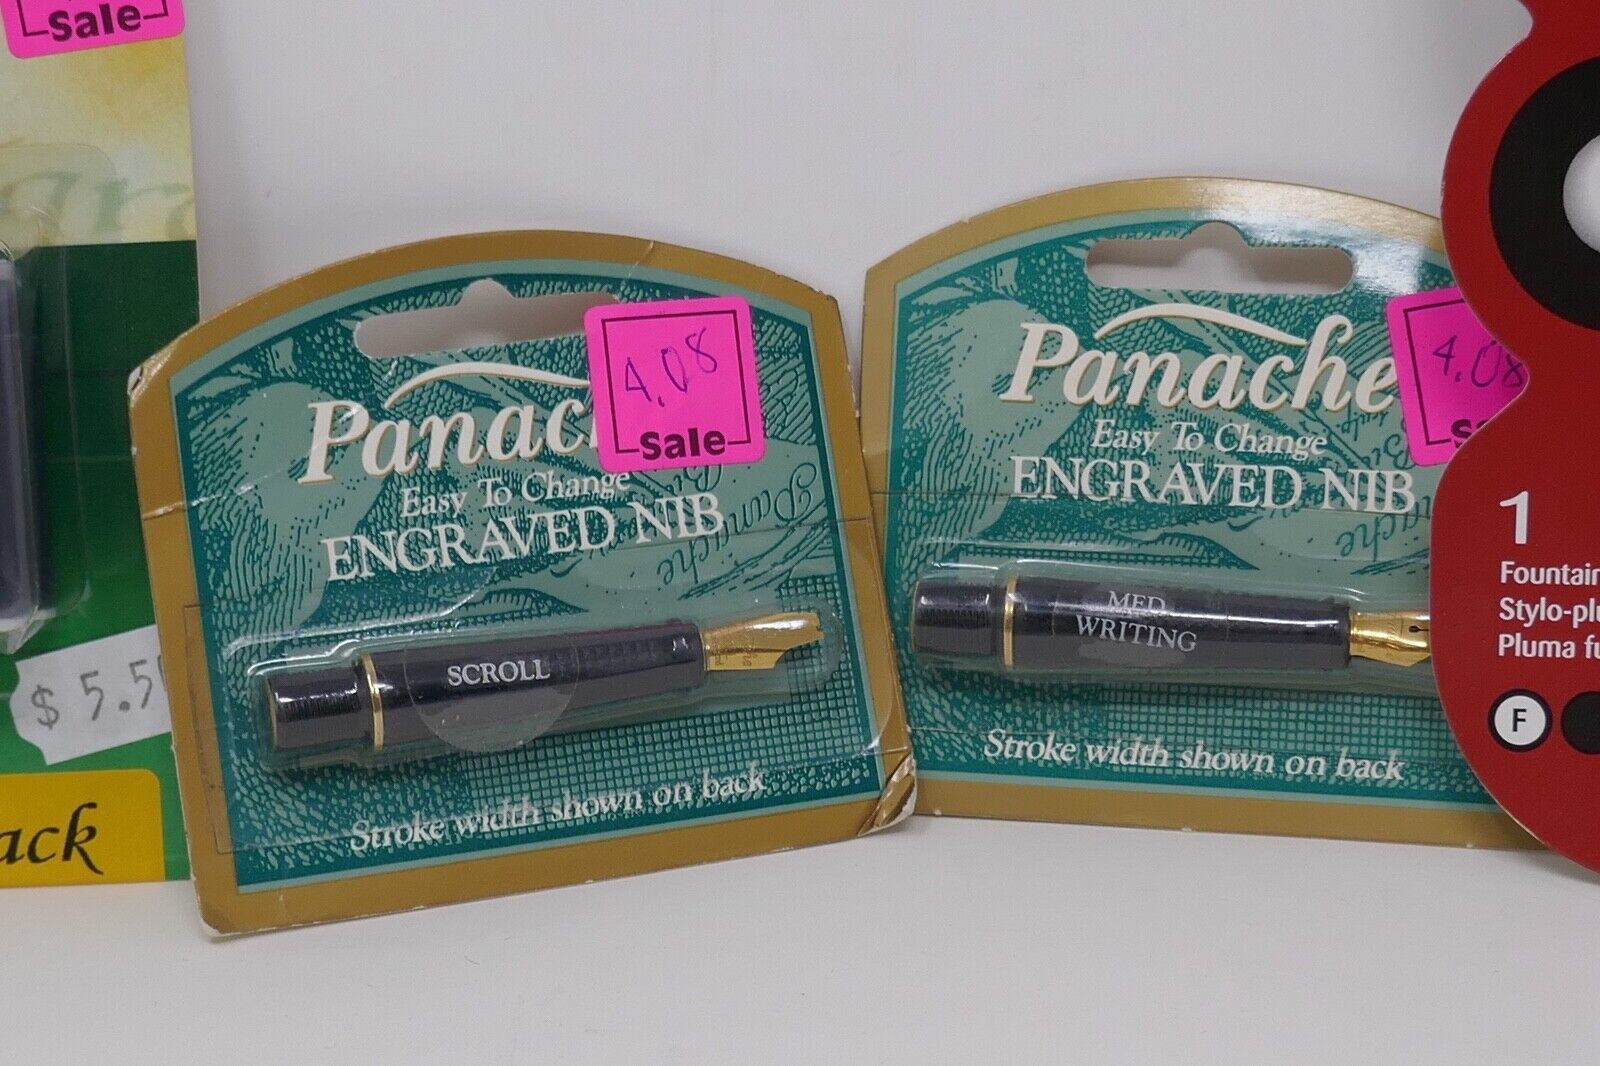 Sale
$ 5.5
ack
Panac
4.08
Sale
Easy To Change
ENGRAVED NIB
Panache
SCROLL
Stroke width shown on back
Panache
4.08
Easy To Change
ENGRAVED NIB
MED
WRITING
Stroke width shown on back
1
Fountain
Stylo-plu
Pluma fu
F